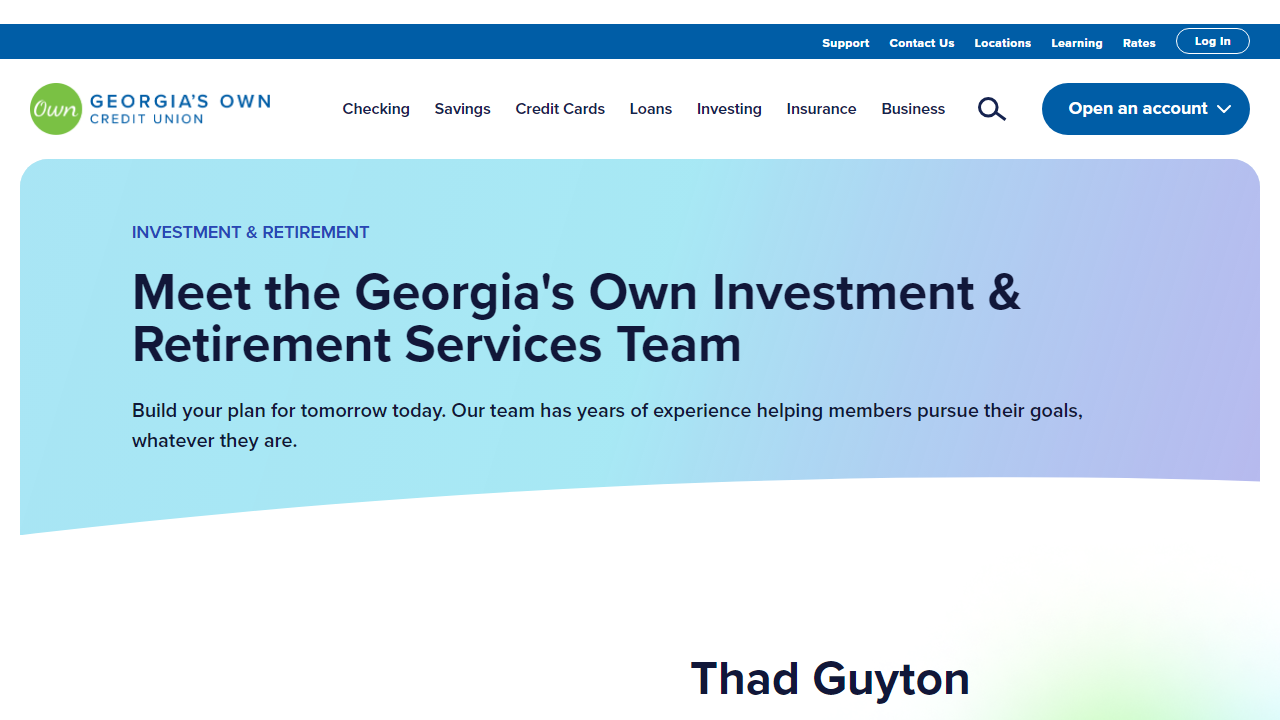 Support Contact Us Locations Learning Rates Log In
Own GEORGIA'S OWN
CREDIT UNION
Checking Savings Credit Cards Loans Investing Insurance Business Open an account
INVESTMENT & RETIREMENT
Meet the Georgia's Own Investment &
Retirement Services Team
Build your plan for tomorrow today. Our team has years of experience helping members pursue their goals,
whatever they are.
Thad Guyton